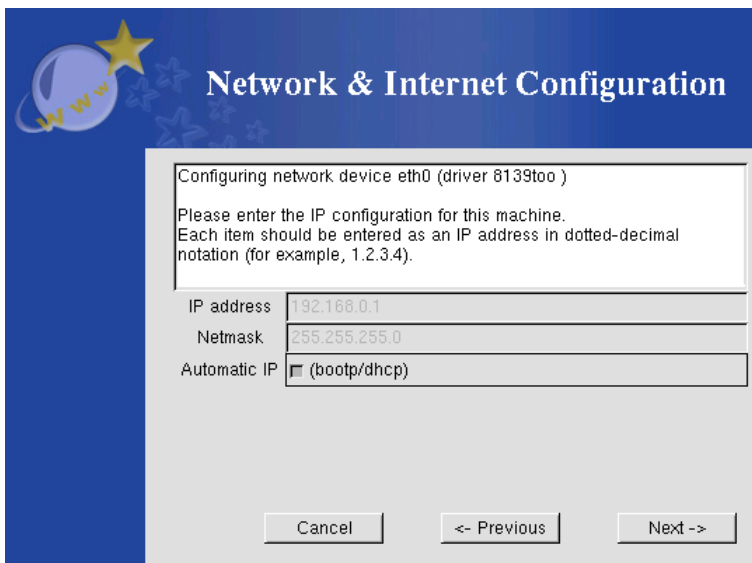 www
Network & Internet Configuration
Configuring network device eth0 (driver 8139too )
Please enter the IP configuration for this machine.
Each item should be entered as an IP address in dotted-decimal
notation (for example, 1.2.3.4).
IP address 192.168.0.1
Netmask 255.255.255.0
Automatic IP (bootp/dhcp)
Cancel <- Previous Next ->